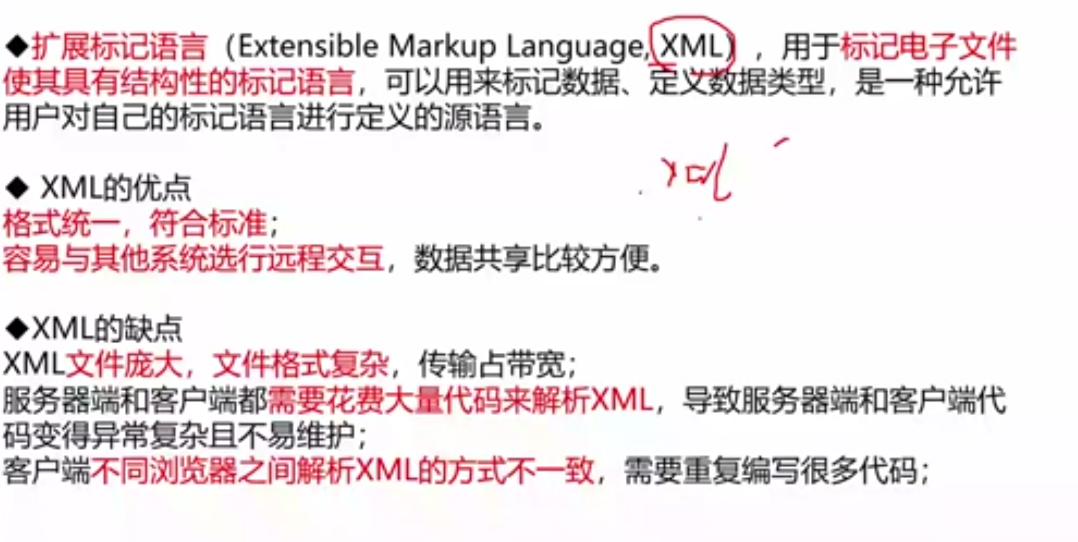 ◆扩展标记语言（Extensible Markup Language, XML），用于标记电子文件
使其具有结构性的标记语言，可以用来标记数据、定义数据类型，是一种允许
用户对自己的标记语言进行定义的源语言。
xml
◆ XML的优点
格式统一，符合标准；
容易与其他系统选行远程交互，数据共享比较方便。
◆XML的缺点
XML文件庞大，文件格式复杂，传输占带宽；
服务器端和客户端都需要花费大量代码来解析XML，导致服务器端和客户端代
码变得异常复杂且不易维护；
客户端不同浏览器之间解析XML的方式不一致，需要重复编写很多代码；